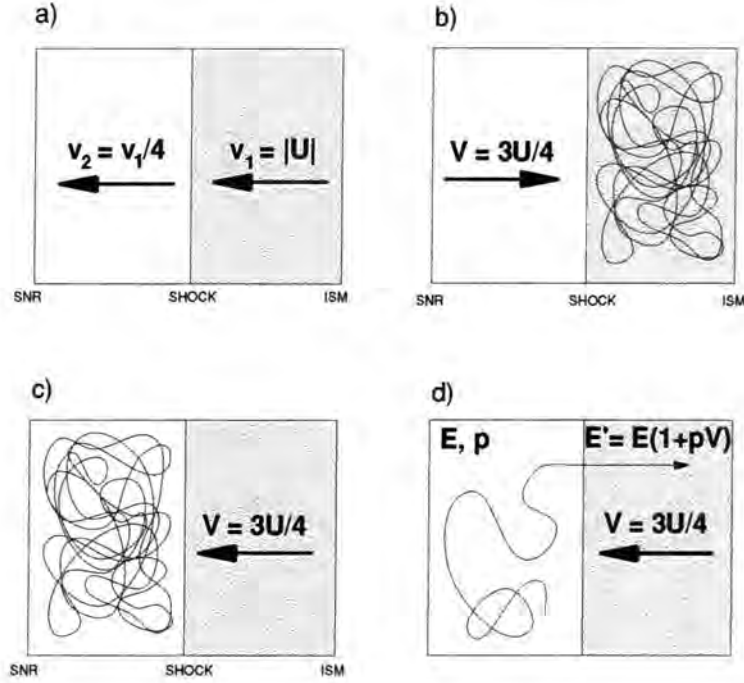 a)
v₂ = v₁/4
v₁ = |U|
SNR SHOCK ISM
b)
V = 3U/4
SNR SHOCK ISM
c)
V = 3U/4
SNR SHOCK ISM
d)
E, p
E'= E(1+pV)
V = 3U/4